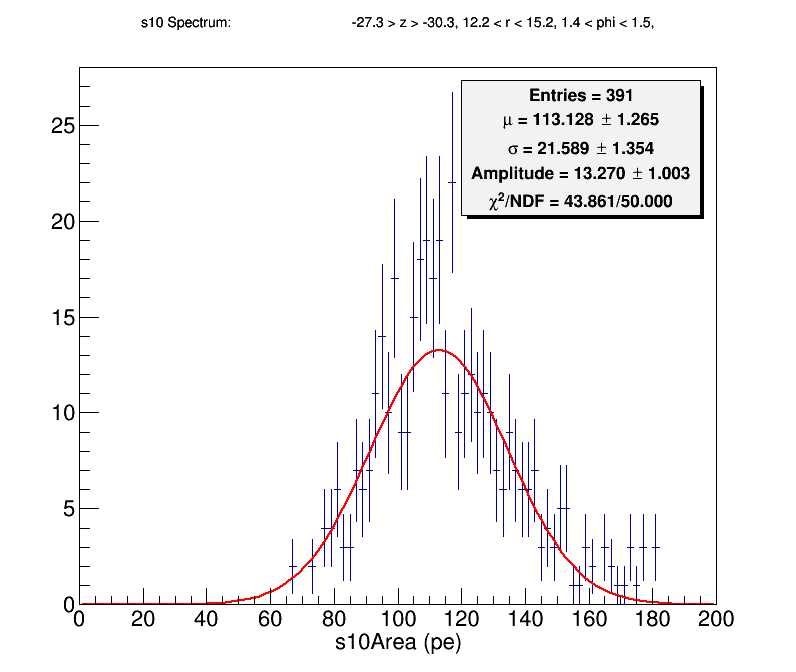 s10 Spectrum: -27.3 > z > -30.3, 12.2 < r < 15.2, 1.4 < phi < 1.5,
Entries = 391
μ = 113.128 ± 1.265
σ = 21.589 ± 1.354
Amplitude = 13.270 ± 1.003
χ²/NDF = 43.861/50.000
25
20
15
10
5
0
0 20 40 60 80 100 120 140 160 180 200
s10Area (pe)